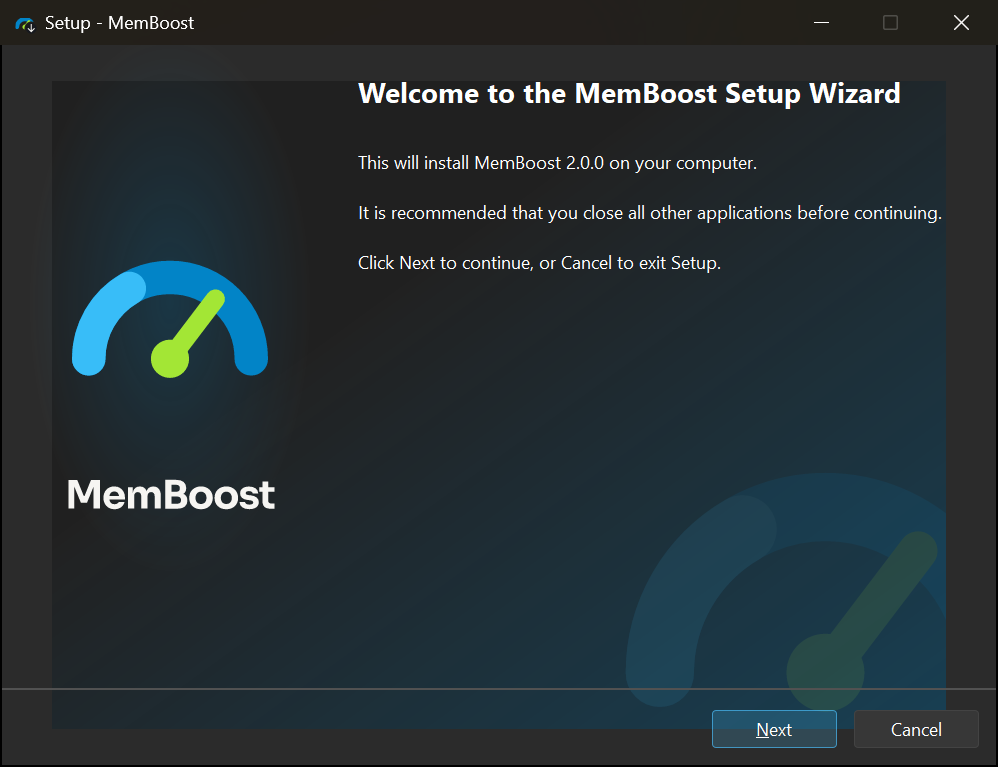 Setup - MemBoost
Welcome to the MemBoost Setup Wizard
This will install MemBoost 2.0.0 on your computer.
It is recommended that you close all other applications before continuing.
Click Next to continue, or Cancel to exit Setup.
MemBoost
Next
Cancel